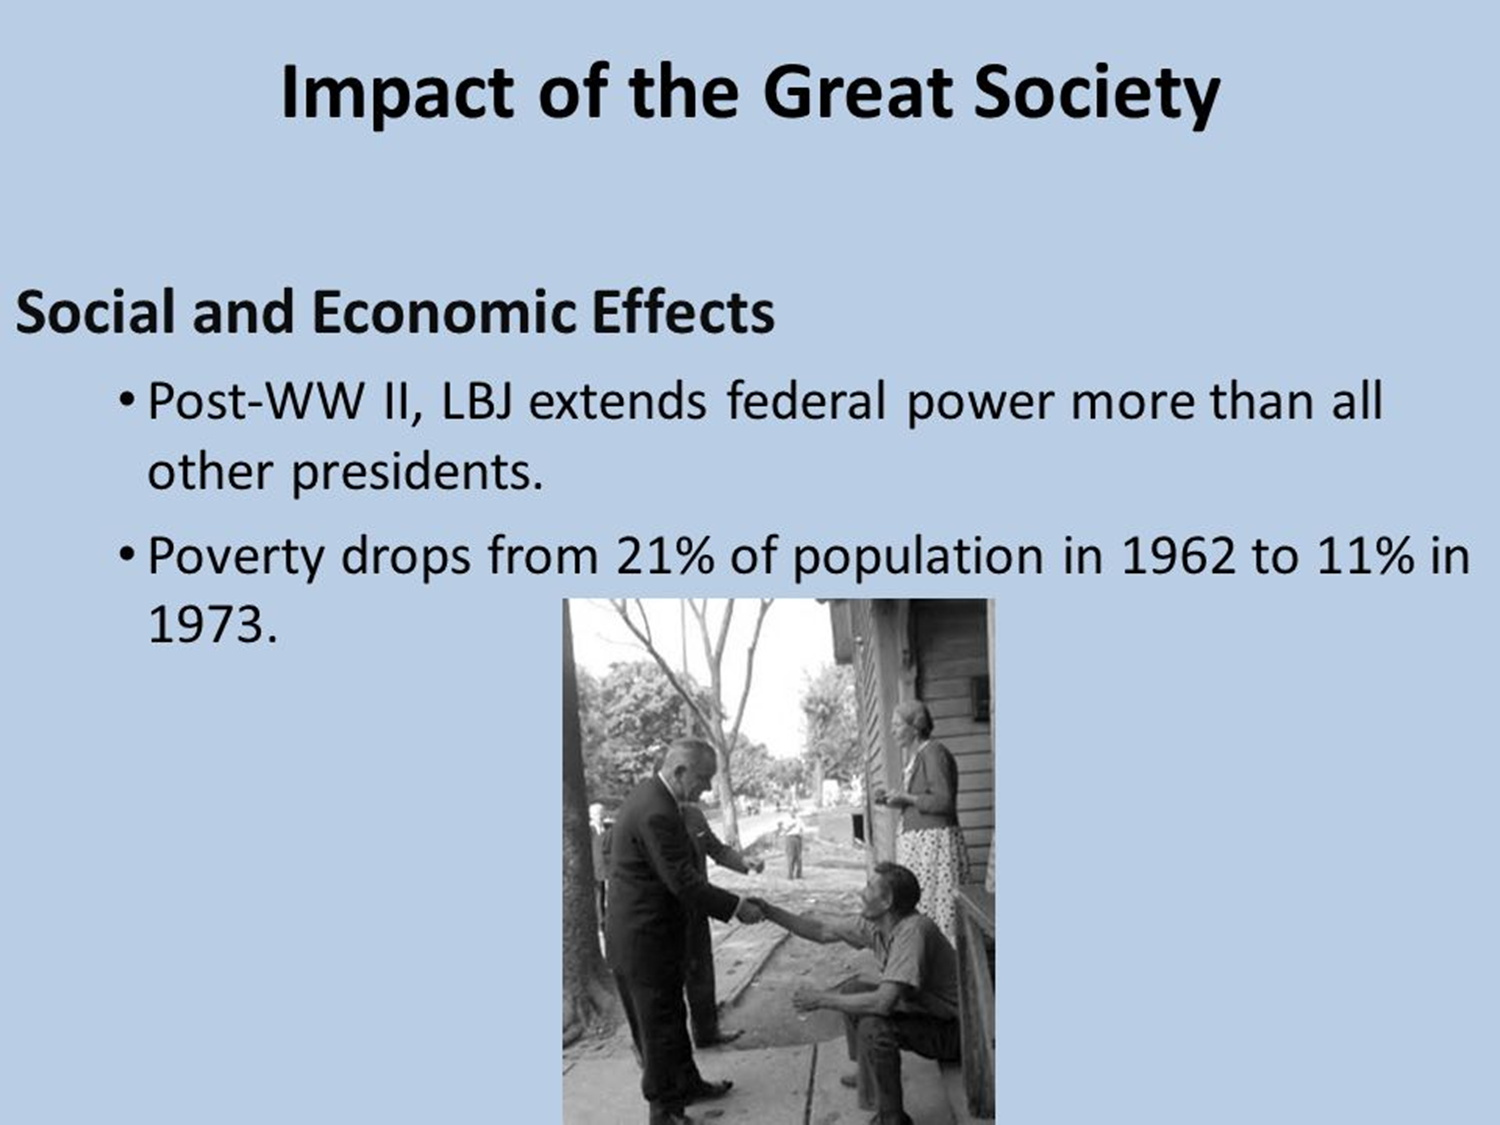 Impact of the Great Society
Social and Economic Effects
• Post-WW II, LBJ extends federal power more than all
other presidents.
• Poverty drops from 21% of population in 1962 to 11% in
1973.